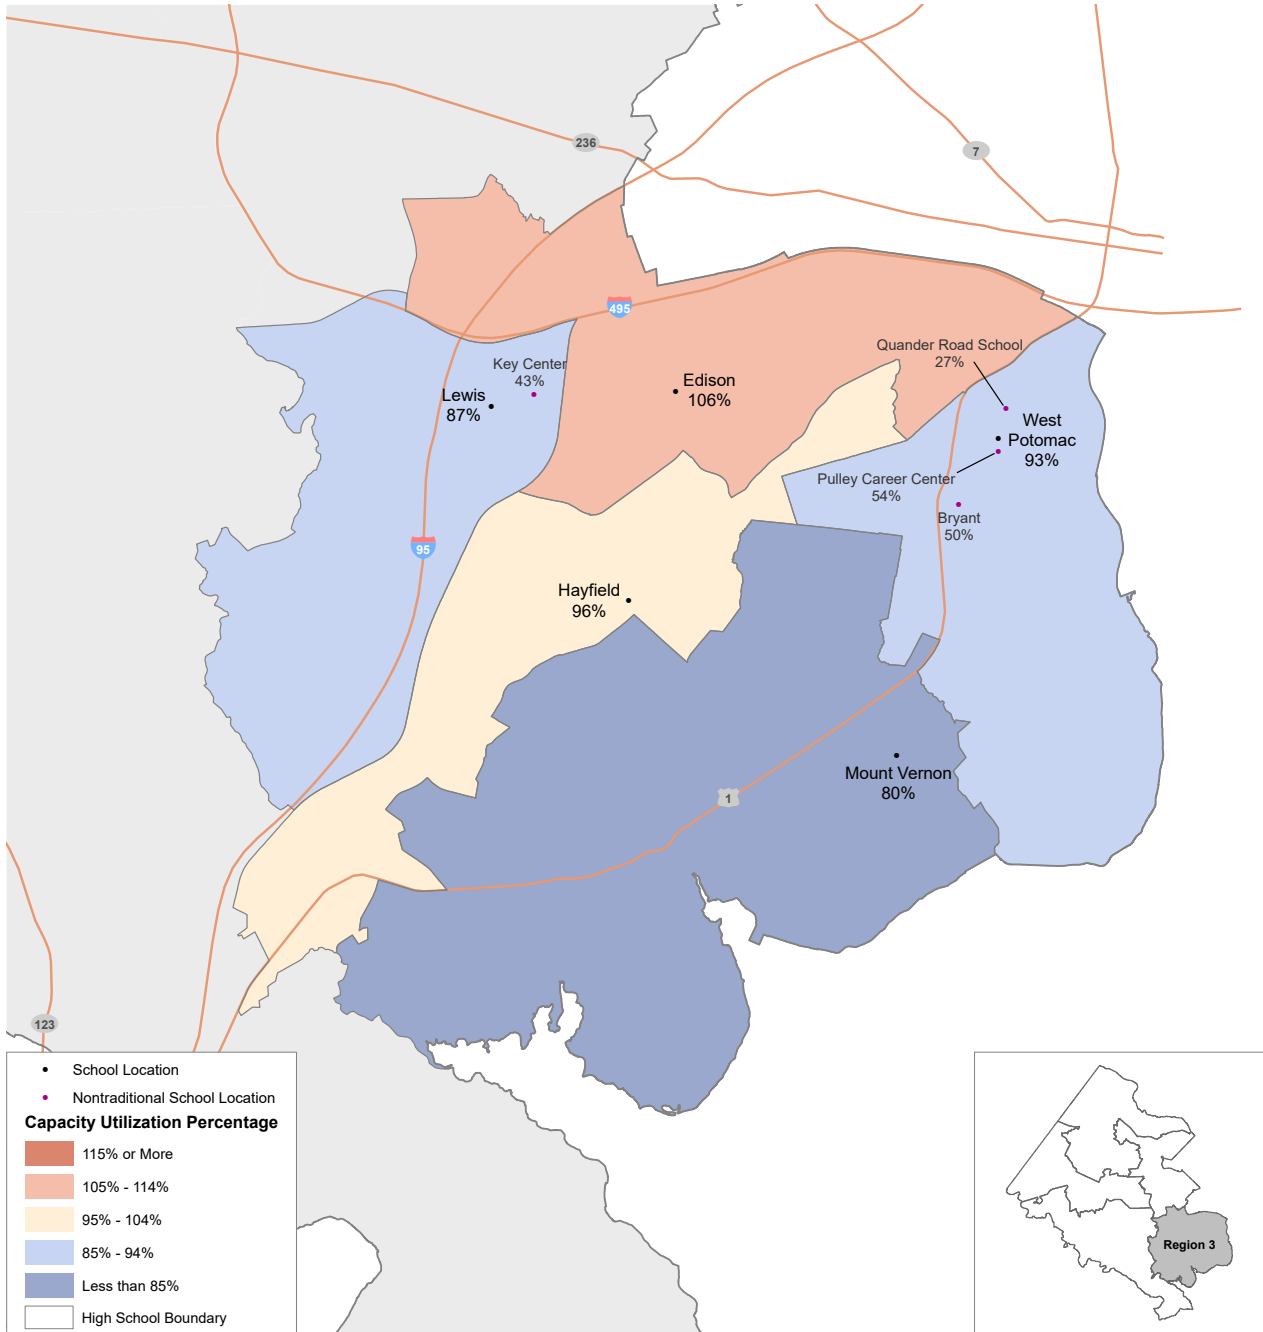 236
7
495
Quander Road School
27%
Key Center
43%
Edison
106%
Lewis
87%
West
Potomac
93%
Pulley Career Center
54%
Bryant
50%
95
Hayfield
96%
Mount Vernon
80%
1
123
School Location
Nontraditional School Location
Capacity Utilization Percentage
115% or More
105% - 114%
95% - 104%
85% - 94%
Less than 85%
High School Boundary
Region 3